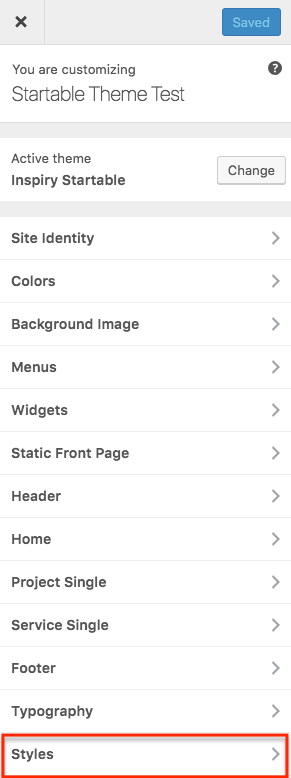 Saved
You are customizing
Startable Theme Test
Active theme
Inspiry Startable
Change
Site Identity
Colors
Background Image
Menus
Widgets
Static Front Page
Header
Home
Project Single
Service Single
Footer
Typography
Styles